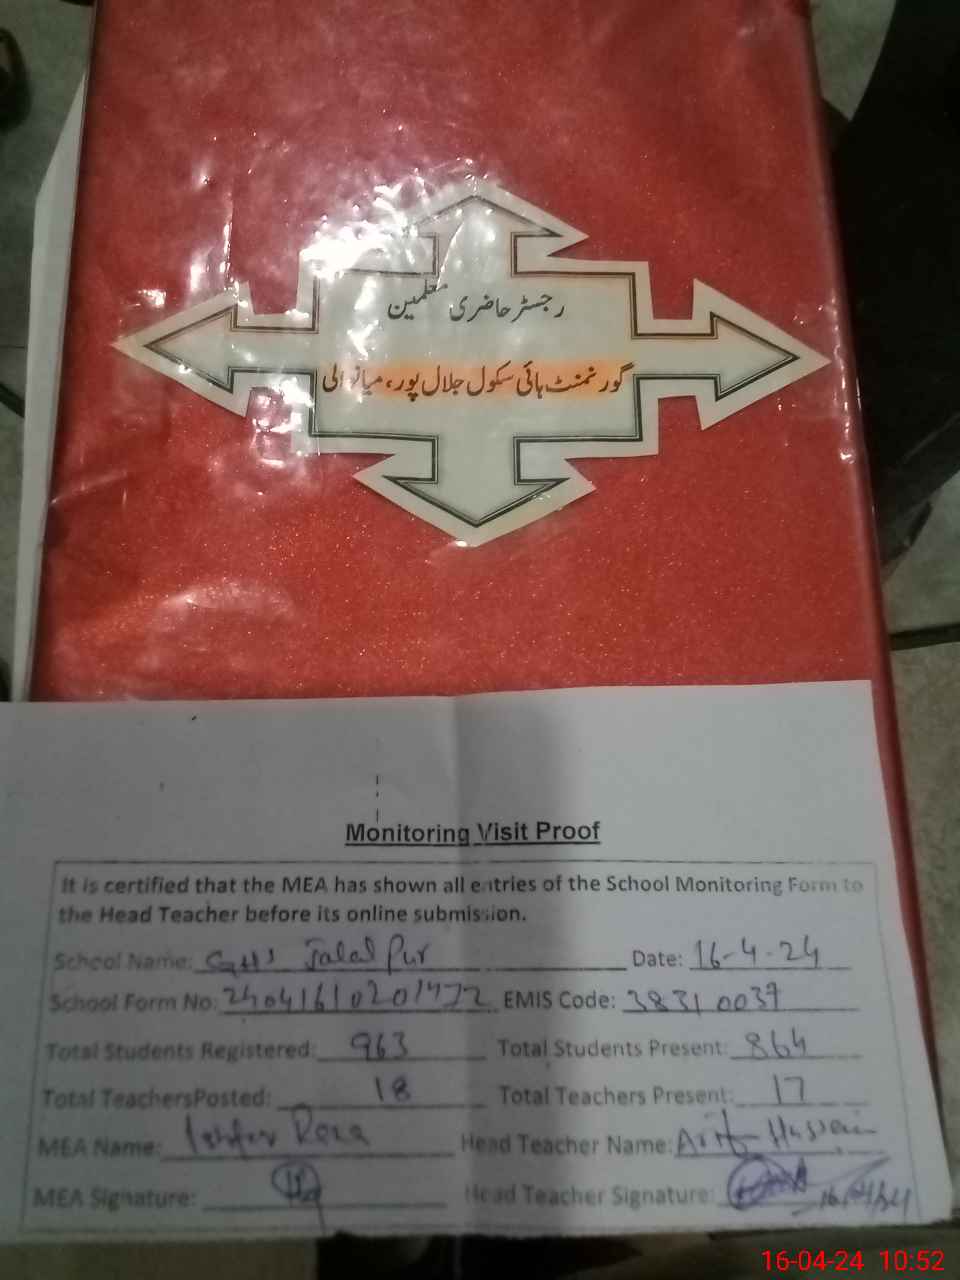 رجسٹر حاضری معلمین
گورنمنٹ ہائی سکول جلال پور، میانوالی
Monitoring Visit Proof
It is certified that the MEA has shown all entries of the School Monitoring Form to
the Head Teacher before its online submission.
School Name: GHS Jalal Pur Date: 16-4-24
School Form No: EMIS Code: 38310037
Total Students Registered: 963 Total Students Present: 864
Total TeachersPosted: 18 Total Teachers Present: 17
MEA Name: Head Teacher Name: Arif Hussain
MEA Signature: Head Teacher Signature: 16/04/24
16-04-24 10:52